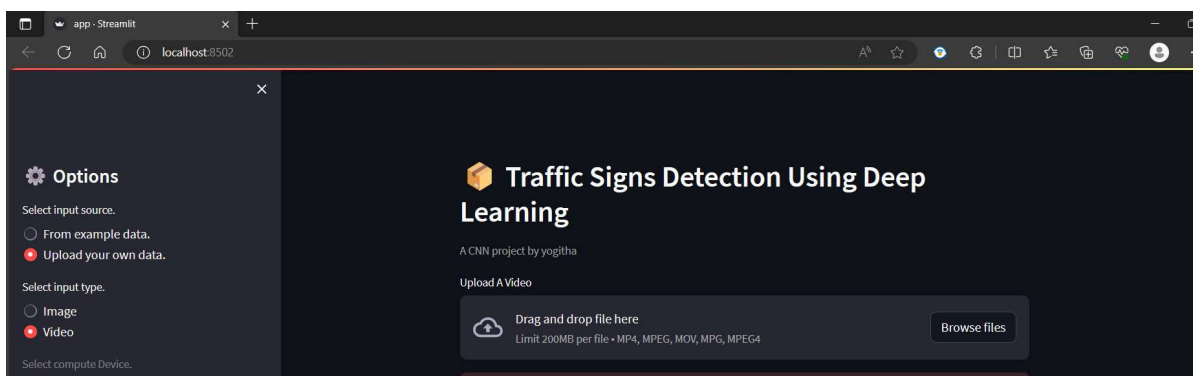 app · Streamlit
localhost:8502
Options
Select input source.
From example data.
Upload your own data.
Select input type.
Image
Video
Select compute Device.
Traffic Signs Detection Using Deep
Learning
A CNN project by yogitha
Upload A Video
Drag and drop file here
Limit 200MB per file • MP4, MPEG, MOV, MPG, MPEG4
Browse files